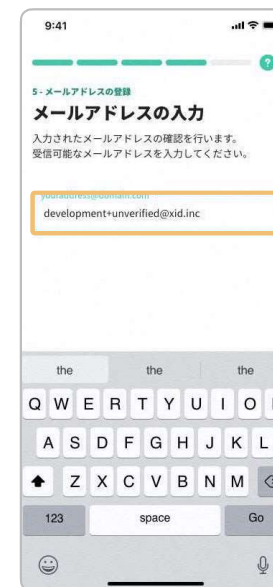 9:41
?
5 - メールアドレスの登録
メールアドレスの入力
入力されたメールアドレスの確認を行います。
受信可能なメールアドレスを入力してください。
youraddress@domain.com
development+unverified@xid.inc
the the the
Q W E R T Y U I O
A S D F G H J K L
Z X C V B N M
123 space Go